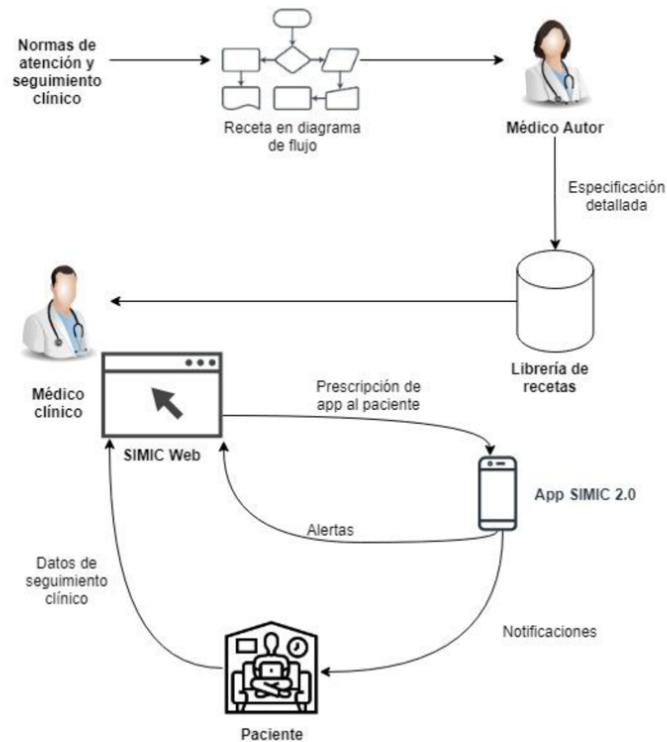 Normas de
atención y
seguimiento
clínico
Receta en diagrama
de flujo
Médico Autor
Especificación
detallada
Librería de
recetas
Médico
clínico
SIMIC Web
Prescripción de
app al paciente
App SIMIC 2.0
Alertas
Datos de
seguimiento
clínico
Notificaciones
Paciente